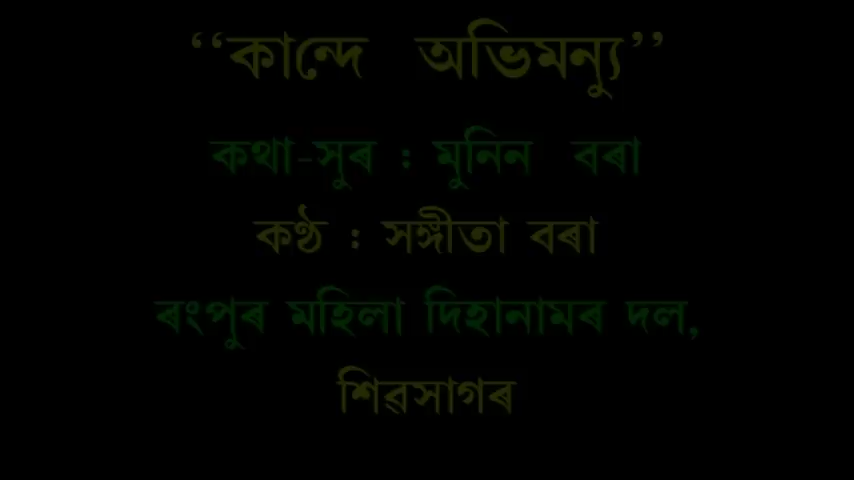 ‘‘কান্দে অভিমন্যু’’
কথা-সুৰ : মুনিন বৰা
কণ্ঠ : সঙ্গীতা বৰা
ৰংপুৰ মহিলা দিহানামৰ দল,
শিৱসাগৰ